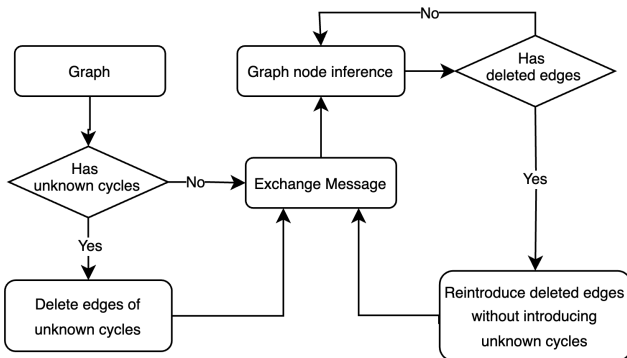 No
Graph
Graph node inference
Has
deleted edges
Has
unknown cycles
No
Exchange Message
Yes
Yes
Delete edges of
unknown cycles
Reintroduce deleted edges
without introducing
unknown cycles